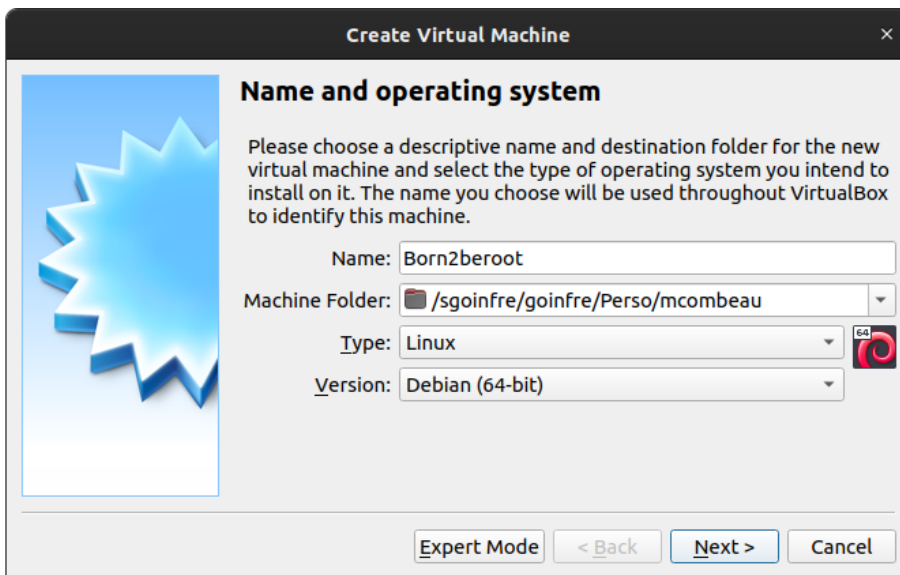 Create Virtual Machine ×
Name and operating system
Please choose a descriptive name and destination folder for the new
virtual machine and select the type of operating system you intend to
install on it. The name you choose will be used throughout VirtualBox
to identify this machine.
Name: Born2beroot
Machine Folder: /sgoinfre/goinfre/Perso/mcombeau
Type: Linux
64
Version: Debian (64-bit)
Expert Mode < Back Next > Cancel